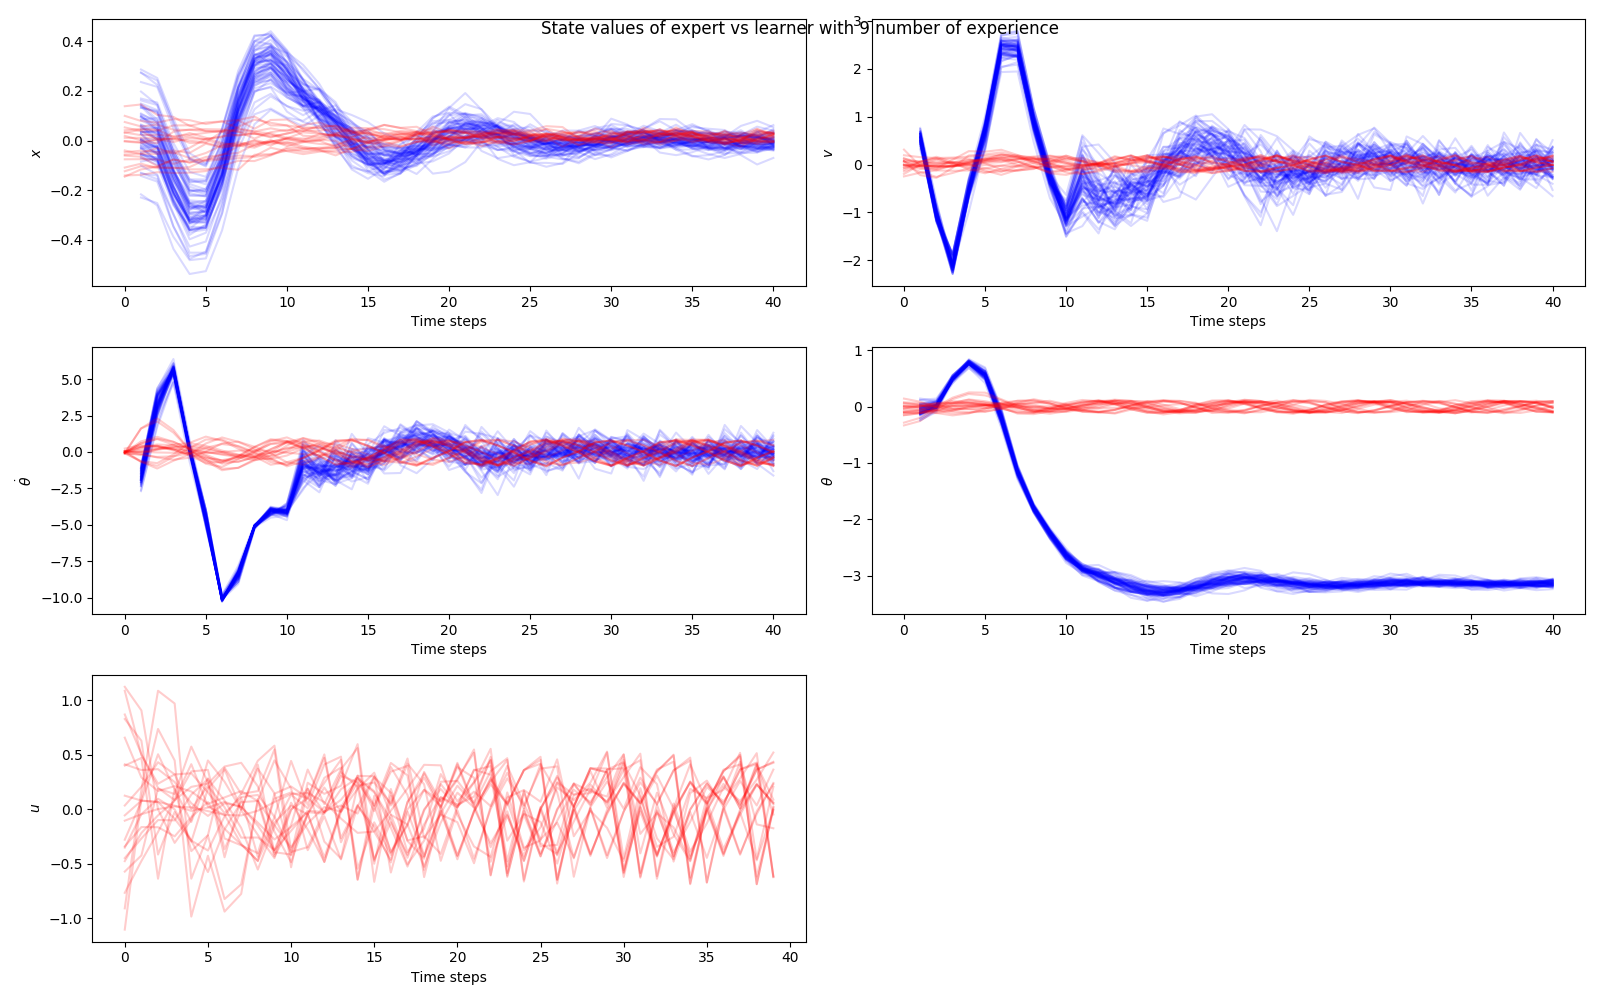 State values of expert vs learner with 9 number of experience
0.4
0.2
0.0
−0.2
−0.4
x
0 5 10 15 20 25 30 35 40
Time steps
3
2
1
0
−1
−2
v
0 5 10 15 20 25 30 35 40
Time steps
5.0
2.5
0.0
−2.5
−5.0
−7.5
−10.0
θ̇
0 5 10 15 20 25 30 35 40
Time steps
1
0
−1
−2
−3
θ
0 5 10 15 20 25 30 35 40
Time steps
1.0
0.5
0.0
−0.5
−1.0
u
0 5 10 15 20 25 30 35 40
Time steps